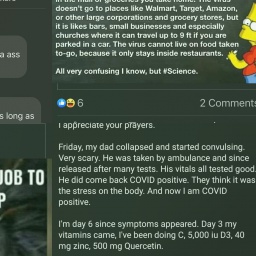 in the mail or groceries you take home. The virus
doesn't go to places like Walmart, Target, Amazon,
or other large corporations and grocery stores, but
it is likes bars, small businesses and especially
churches where it can travel up to 9 ft if you are
parked in a car. The virus cannot live on food taken
to-go, because it only stays inside restaurants.
All very confusing I know, but #Science.
6
2 Comments
a ass
s long as
JOB TO
P
I appreciate your prayers.
Friday, my dad collapsed and started convulsing.
Very scary. He was taken by ambulance and since
released after many tests. His vitals all tested good.
He did come back COVID positive. They think it was
the stress on the body. And now I am COVID
positive.
I'm day 6 since symptoms appeared. Day 3 my
vitamins came, I've been doing C, 5,000 iu D3, 40
mg zinc, 500 mg Quercetin.